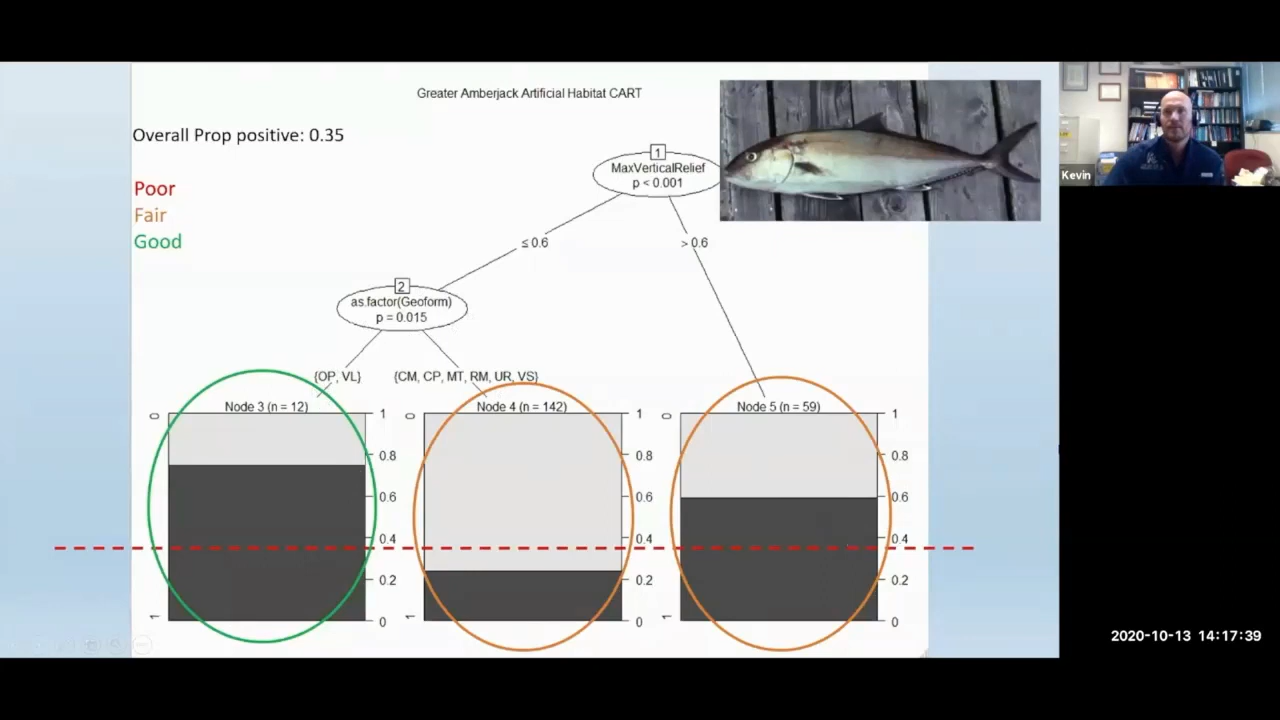 Greater Amberjack Artificial Habitat CART
Overall Prop positive: 0.35
Poor
Fair
Good
1
MaxVerticalRelief
p < 0.001
≤ 0.6
> 0.6
2
as.factor(Geoform)
p = 0.015
{OP, VL}
{CM, CP, MT, RM, UR, VS}
Node 3 (n = 12)
0
1
1
0.8
0.6
0.4
0.2
0
Node 4 (n = 142)
0
1
1
0.8
0.6
0.4
0.2
0
Node 5 (n = 59)
0
1
1
0.8
0.6
0.4
0.2
0
Kevin
2020-10-13 14:17:39